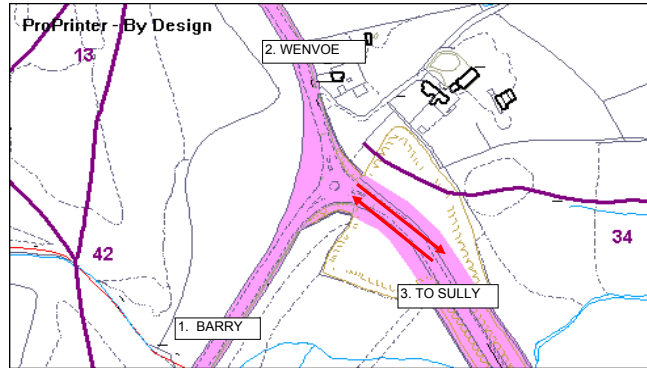 ProPrinter - By Design
2. WENVOE
13
42
34
3. TO SULLY
1. BARRY